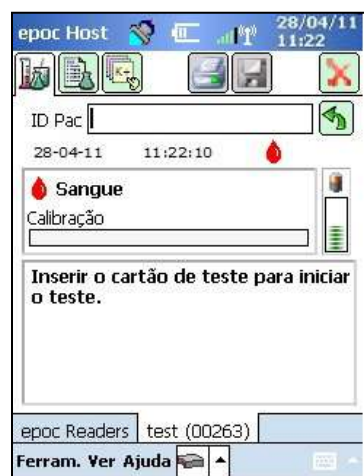 epoc Host 28/04/11
11:22
K+
ID Pac
28-04-11 11:22:10
Sangue
Calibração
Inserir o cartão de teste para iniciar
o teste.
epoc Readers test (00263)
Ferram. Ver Ajuda